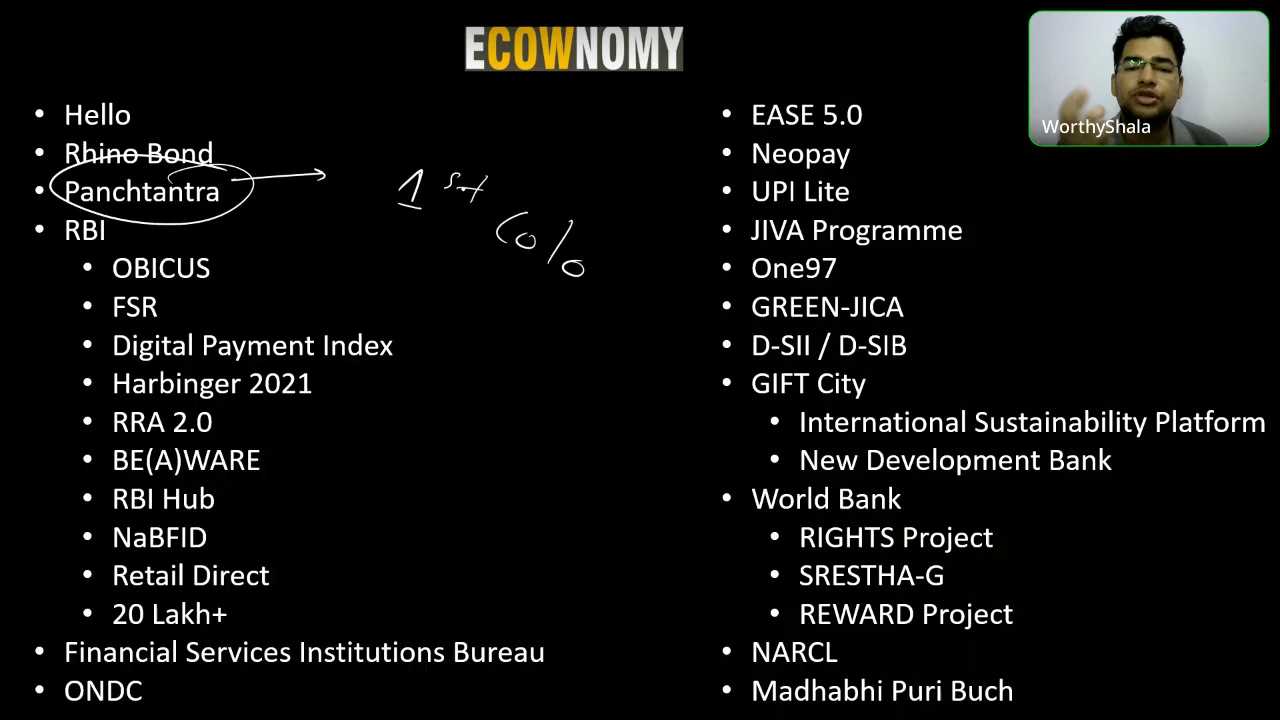 ECOWNOMY
WorthyShala
• Hello
• Rhino Bond
• Panchtantra
1 set
Co/o
• RBI
• OBICUS
• FSR
• Digital Payment Index
• Harbinger 2021
• RRA 2.0
• BE(A)WARE
• RBI Hub
• NaBFID
• Retail Direct
• 20 Lakh+
• Financial Services Institutions Bureau
• ONDC
• EASE 5.0
• Neopay
• UPI Lite
• JIVA Programme
• One97
• GREEN-JICA
• D-SII / D-SIB
• GIFT City
• International Sustainability Platform
• New Development Bank
• World Bank
• RIGHTS Project
• SRESTHA-G
• REWARD Project
• NARCL
• Madhabhi Puri Buch